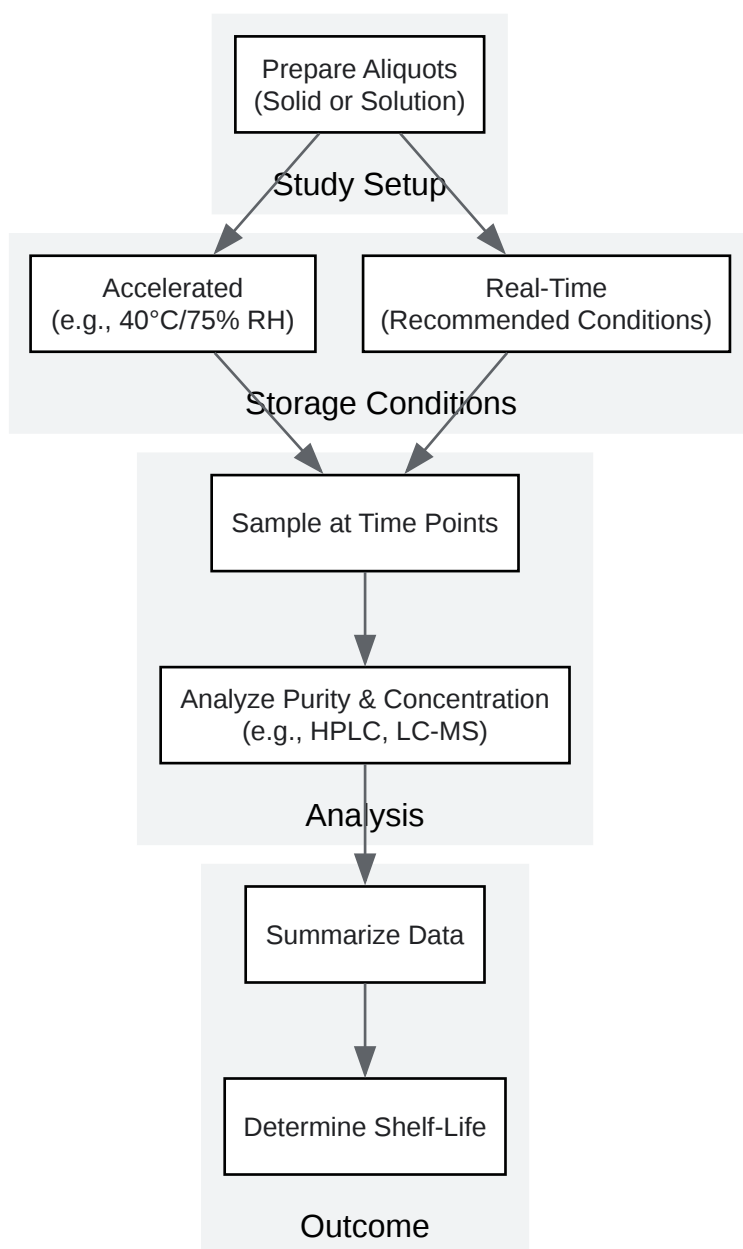 Prepare Aliquots
(Solid or Solution)
Study Setup
Accelerated
(e.g., 40°C/75% RH)
Real-Time
(Recommended Conditions)
Storage Conditions
Sample at Time Points
Analyze Purity & Concentration
(e.g., HPLC, LC-MS)
Analysis
Summarize Data
Determine Shelf-Life
Outcome